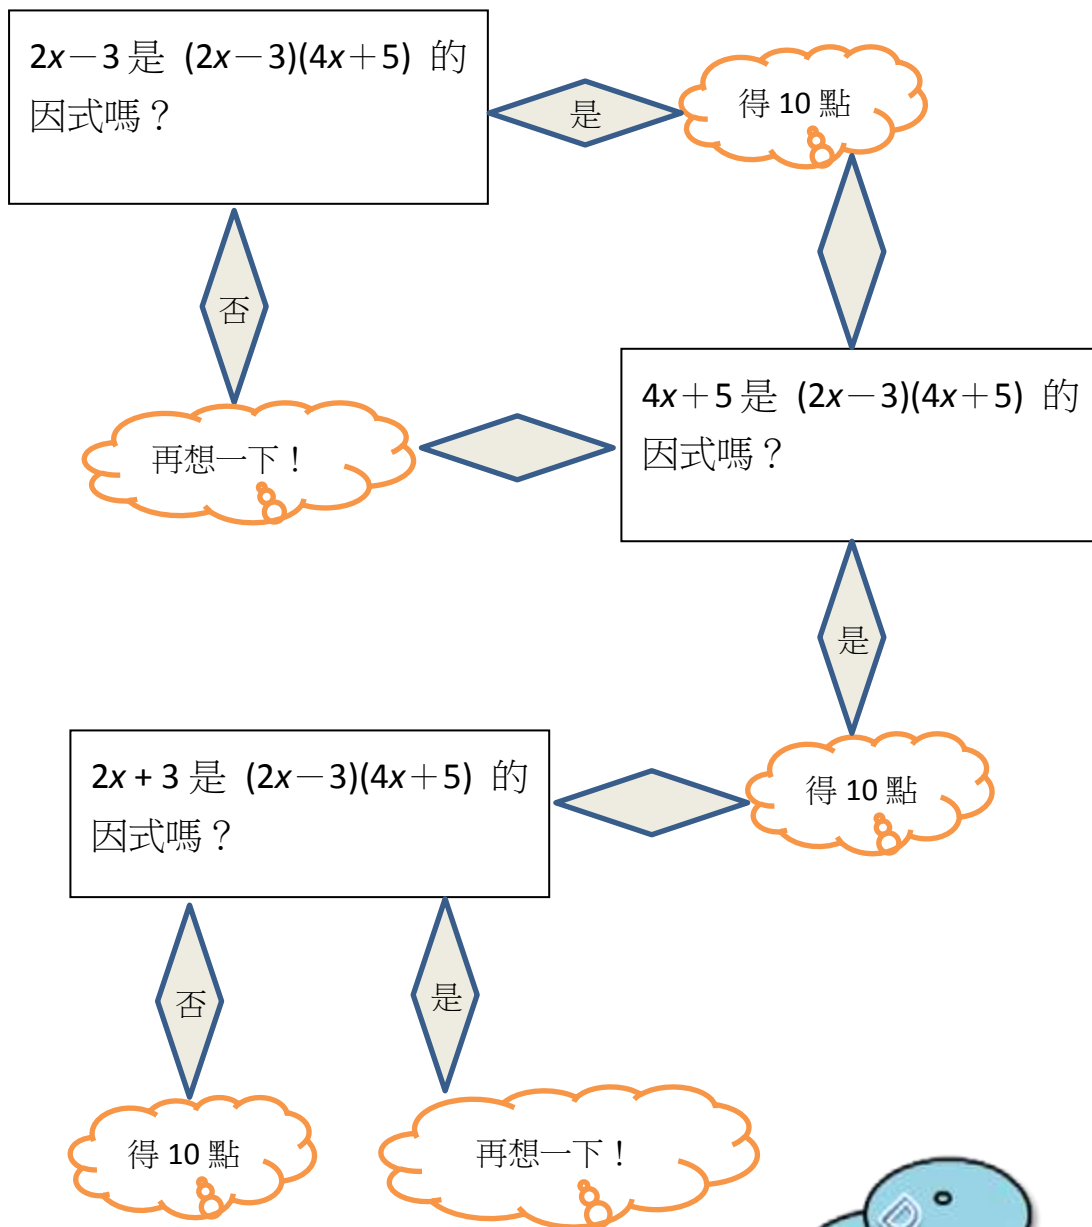 2x－3 是 (2x－3)(4x＋5) 的
因式嗎？
是
得 10 點
否
再想一下！
4x＋5 是 (2x－3)(4x＋5) 的
因式嗎？
是
得 10 點
2x + 3 是 (2x－3)(4x＋5) 的
因式嗎？
否
是
得 10 點
再想一下！